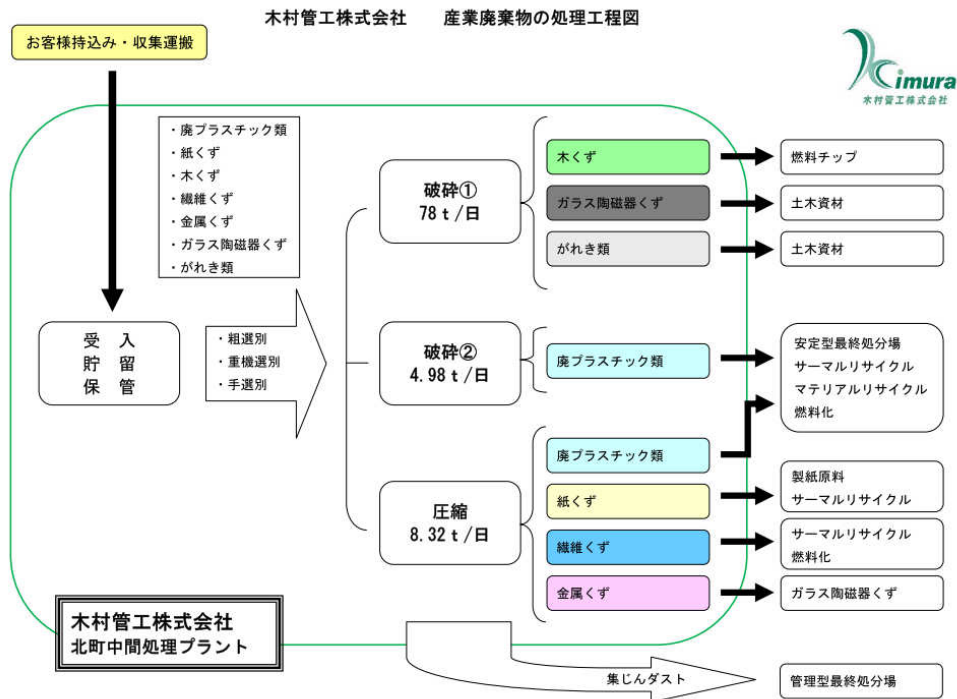 木村管工株式会社 産業廃棄物の処理工程図
お客様持込み・収集運搬
Kimura
木村管工株式会社
・廃プラスチック類
・紙くず
・木くず
・繊維くず
・金属くず
・ガラス陶磁器くず
・がれき類
受 入
貯 留
保 管
・粗選別
・重機選別
・手選別
破砕①
78 t/日
木くず
燃料チップ
ガラス陶磁器くず
土木資材
がれき類
土木資材
破砕②
4.98 t/日
廃プラスチック類
安定型最終処分場
サーマルリサイクル
マテリアルリサイクル
燃料化
圧縮
8.32 t/日
廃プラスチック類
紙くず
製紙原料
サーマルリサイクル
繊維くず
サーマルリサイクル
燃料化
金属くず
ガラス陶磁器くず
木村管工株式会社
北町中間処理プラント
集じんダスト
管理型最終処分場